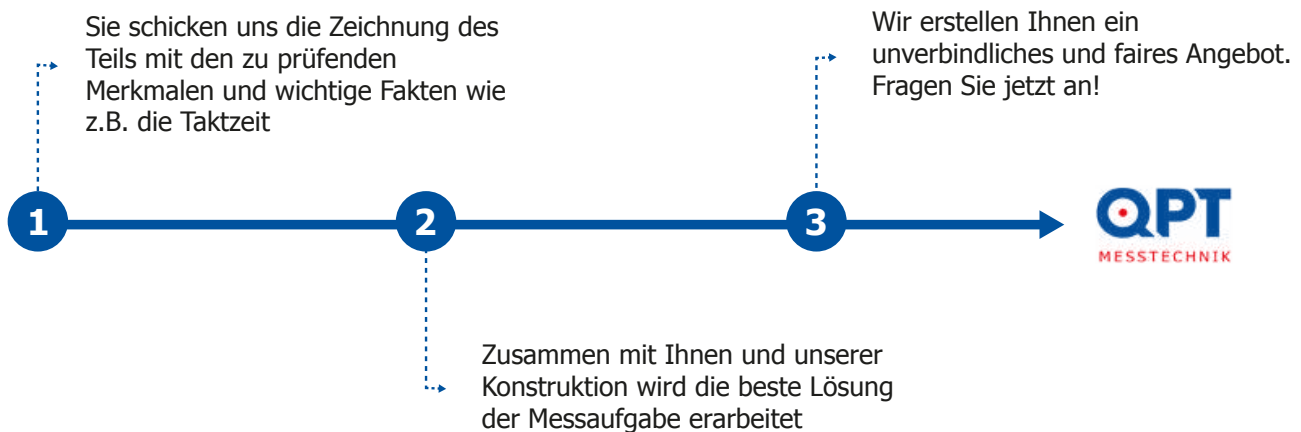 Sie schicken uns die Zeichnung des
Teils mit den zu prüfenden
Merkmalen und wichtige Fakten wie
z.B. die Taktzeit
Wir erstellen Ihnen ein
unverbindliches und faires Angebot.
Fragen Sie jetzt an!
1
2
3
QPT
MESSTECHNIK
Zusammen mit Ihnen und unserer
Konstruktion wird die beste Lösung
der Messaufgabe erarbeitet